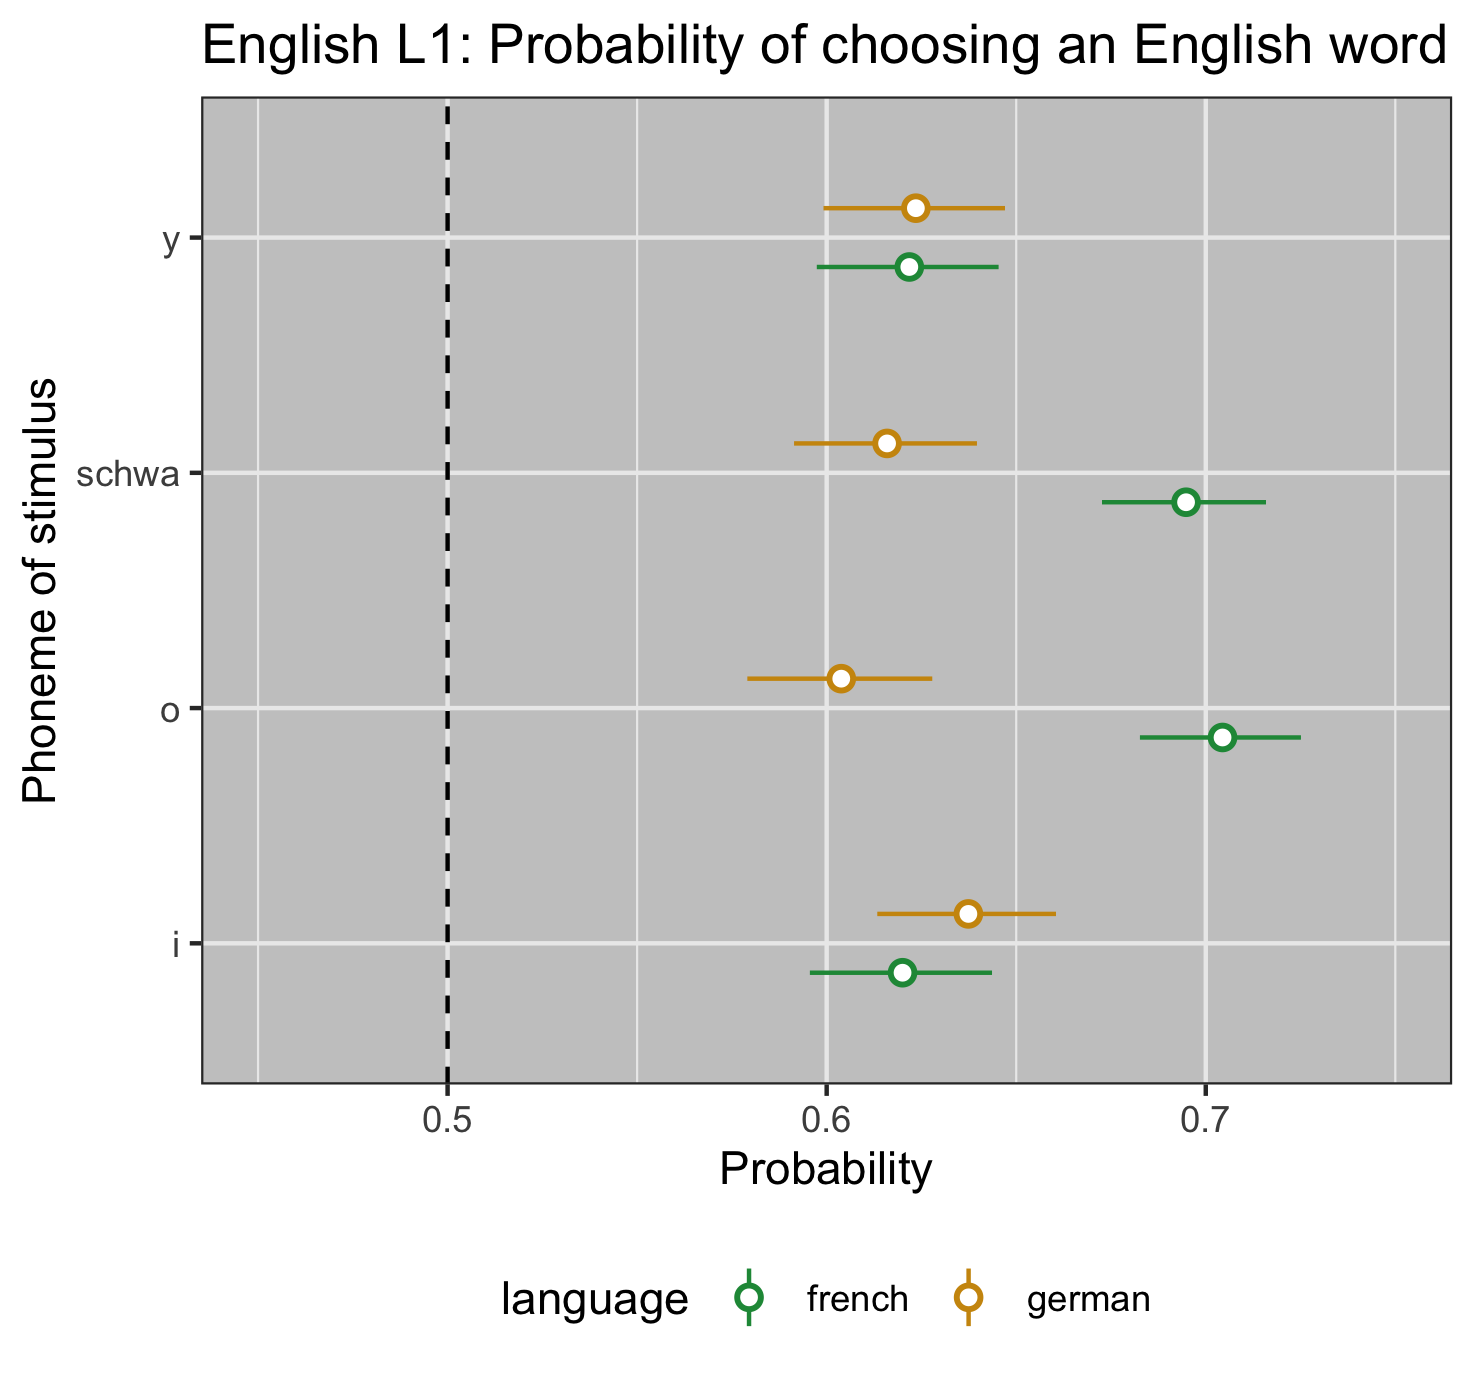 English L1: Probability of choosing an English word
Phoneme of stimulus
y
schwa
o
i
0.5 0.6 0.7
Probability
language french german